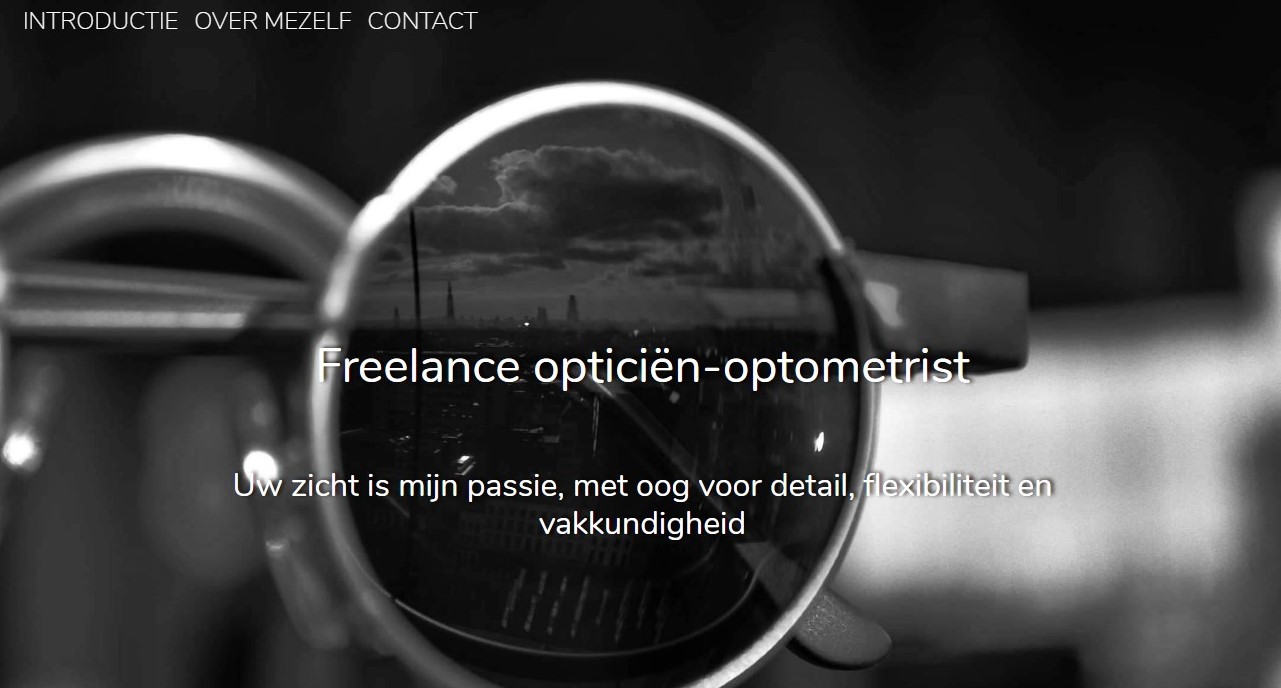 INTRODUCTIE OVER MEZELF CONTACT
Freelance opticiën-optometrist
Uw zicht is mijn passie, met oog voor detail, flexibiliteit en
vakkundigheid